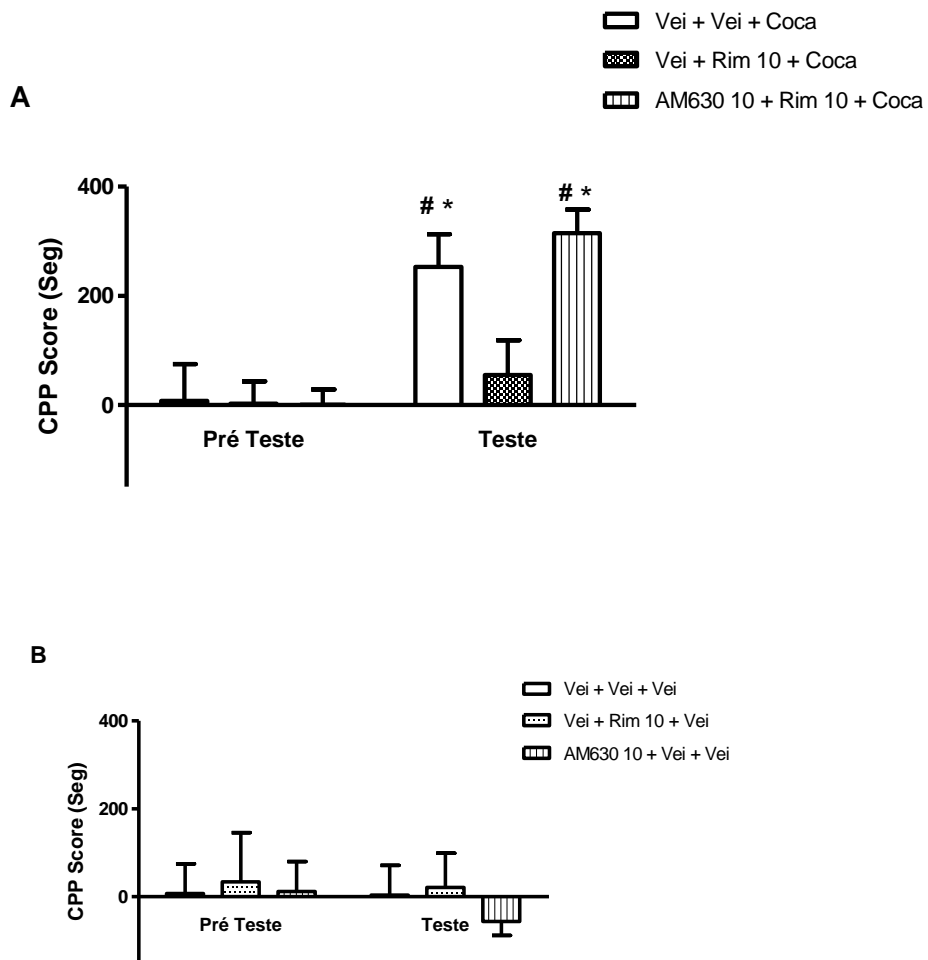 Vei + Vei + Coca
Vei + Rim 10 + Coca
AM630 10 + Rim 10 + Coca
A
CPP Score (Seg)
400
200
0
# *
# *
Pré Teste
Teste
B
Vei + Vei + Vei
Vei + Rim 10 + Vei
AM630 10 + Vei + Vei
CPP Score (Seg)
400
200
0
Pré Teste
Teste